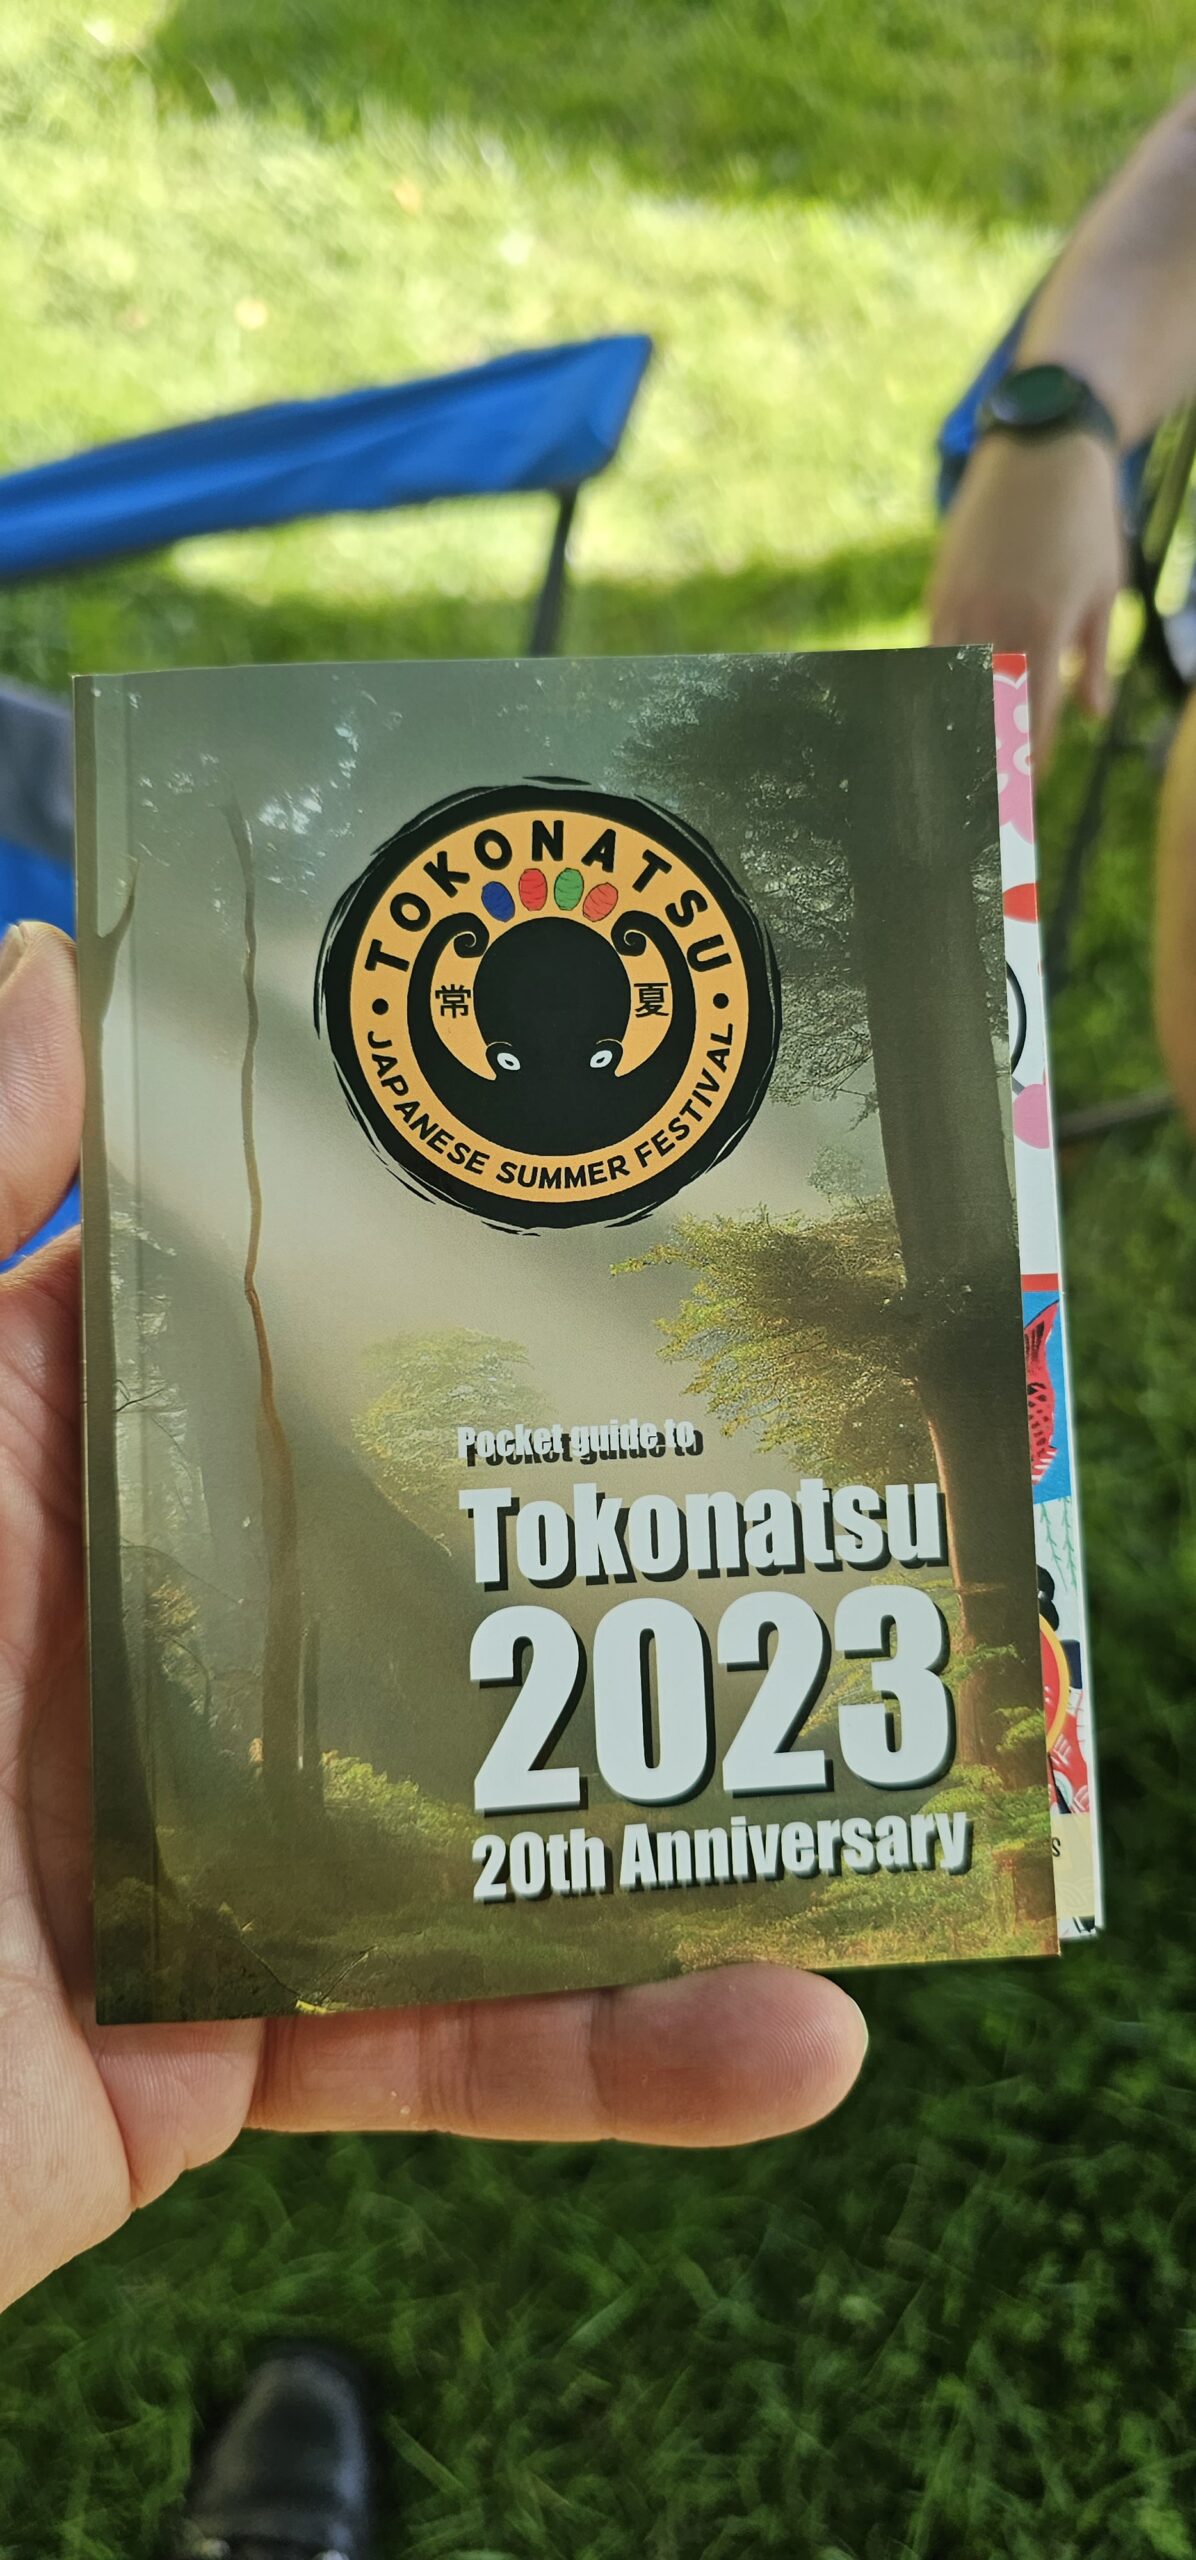 • TOKONATSU •
常 夏
JAPANESE SUMMER FESTIVAL
Pocket guide to
Tokonatsu
2023
20th Anniversary
s